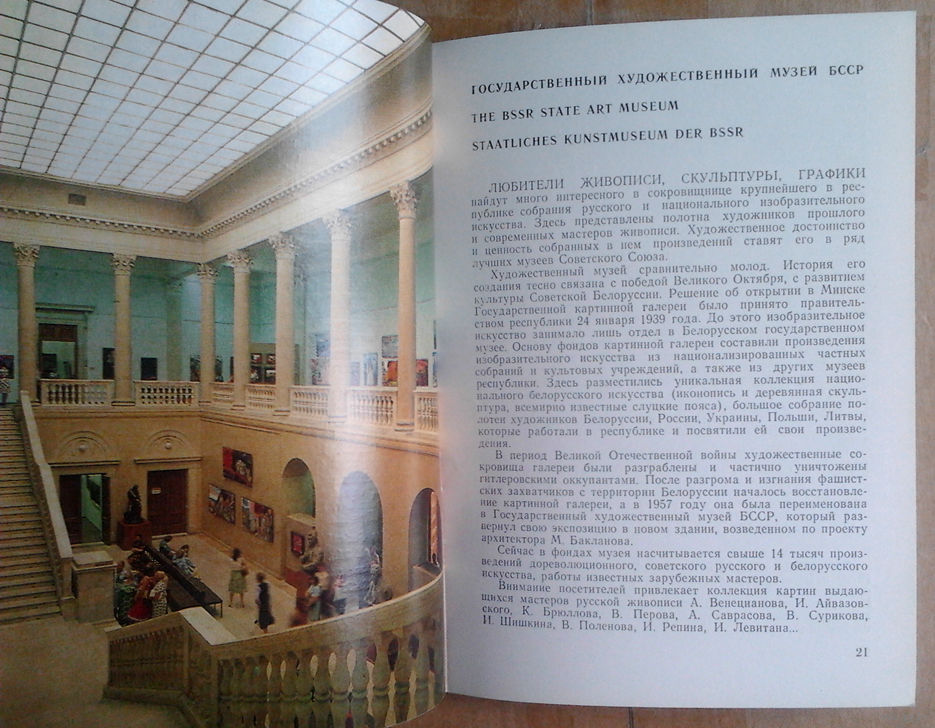 ГОСУДАРСТВЕННЫЙ ХУДОЖЕСТВЕННЫЙ МУЗЕЙ БССР
THE BSSR STATE ART MUSEUM
STAATLICHES KUNSTMUSEUM DER BSSR
ЛЮБИТЕЛИ ЖИВОПИСИ, СКУЛЬПТУРЫ, ГРАФИКИ
найдут много интересного в сокровищнице крупнейшего в рес-
публике собрания русского и национального изобразительного
искусства. Здесь представлены полотна художников прошлого
и современных мастеров живописи. Художественное достоинство
и ценность собранных в нем произведений ставят его в ряд
лучших музеев Советского Союза.
Художественный музей сравнительно молод. История его
создания тесно связана с победой Великого Октября, с развитием
культуры Советской Белоруссии. Решение об открытии в Минске
Государственной картинной галереи было принято правитель-
ством республики 24 января 1939 года. До этого изобразительное
искусство занимало лишь отдел в Белорусском государственном
музее. Основу фондов картинной галереи составили произведения
изобразительного искусства из национализированных частных
собраний и культовых учреждений, а также из других музеев
республики. Здесь разместились уникальная коллекция нацио-
нального белорусского искусства (иконопись и деревянная скуль-
птура, всемирно известные слуцкие пояса), большое собрание по-
лотен художников Белоруссии, России, Украины, Польши, Литвы,
которые работали в республике и посвятили ей свои произве-
дения.
В период Великой Отечественной войны художественные со-
кровища галереи были разграблены и частично уничтожены
гитлеровскими оккупантами. После разгрома и изгнания фашист-
ских захватчиков с территории Белоруссии началось восстановле-
ние картинной галереи, а в 1957 году она была переименована
в Государственный художественный музей БССР, который раз-
вернул свою экспозицию в новом здании, возведенном по проекту
архитектора М. Бакланова.
Сейчас в фондах музея насчитывается свыше 14 тысяч произ-
ведений дореволюционного, советского русского и белорусского
искусства, работы известных зарубежных мастеров.
Внимание посетителей привлекает коллекция картин выдаю-
щихся мастеров русской живописи А. Венецианова, И. Айвазов-
ского, К. Брюллова, В. Перова, А. Саврасова, В. Сурикова,
И. Шишкина, В. Поленова, И. Репина, И. Левитана...
21